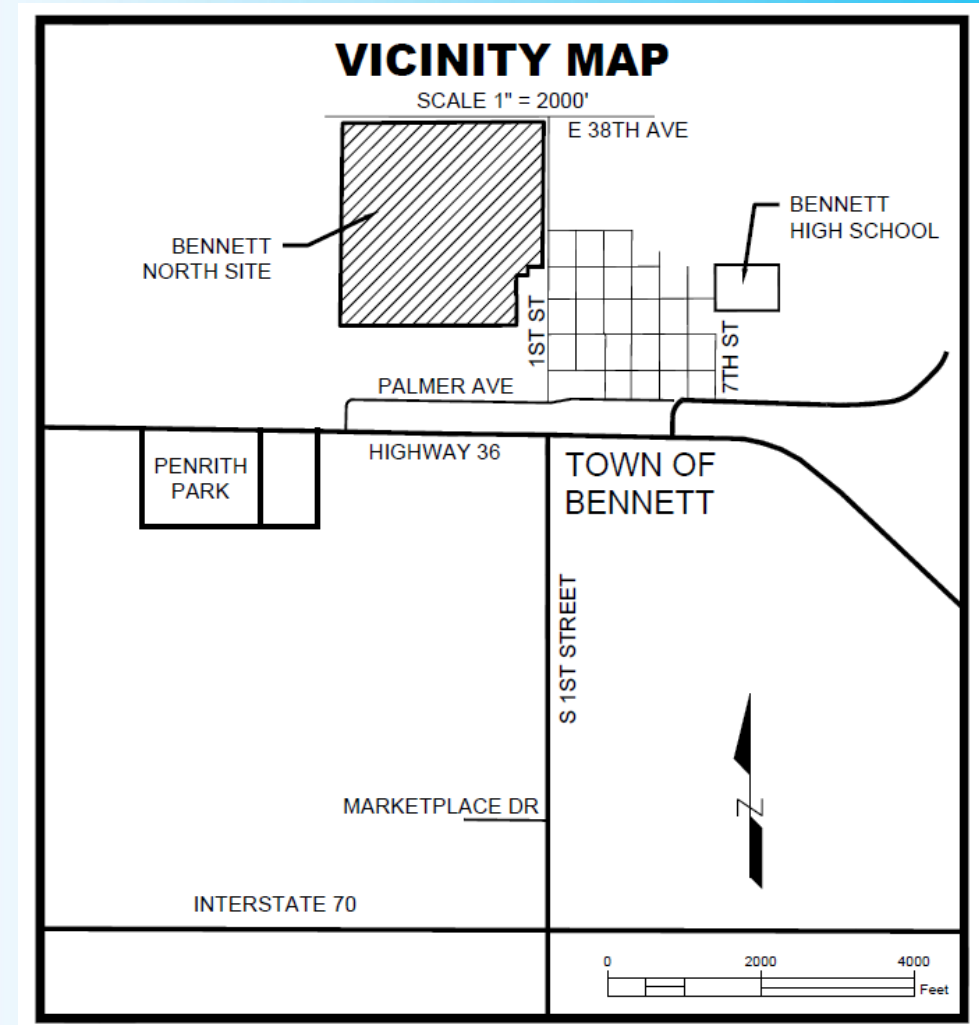 VICINITY MAP
SCALE 1" = 2000'
E 38TH AVE
BENNETT
HIGH SCHOOL
BENNETT
NORTH SITE
1ST ST
7TH ST
PALMER AVE
HIGHWAY 36
PENRITH
PARK
TOWN OF
BENNETT
S 1ST STREET
MARKETPLACE DR
Z
INTERSTATE 70
0 2000 4000
Feet